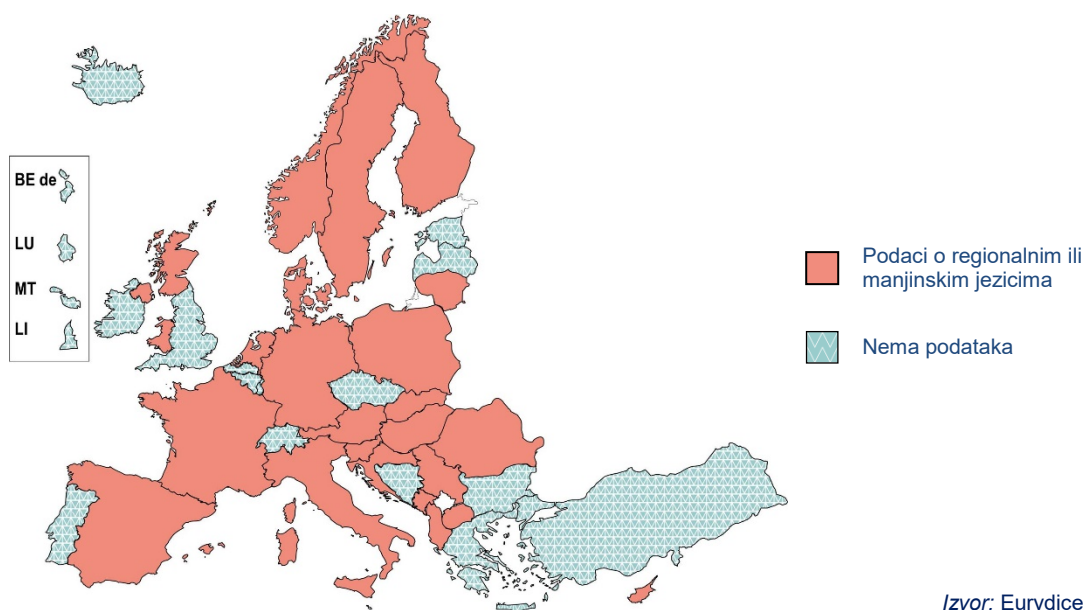 BE de
LU
MT
LI
Podaci o regionalnim ili
manjinskim jezicima
Nema podataka
Izvor: Eurydice